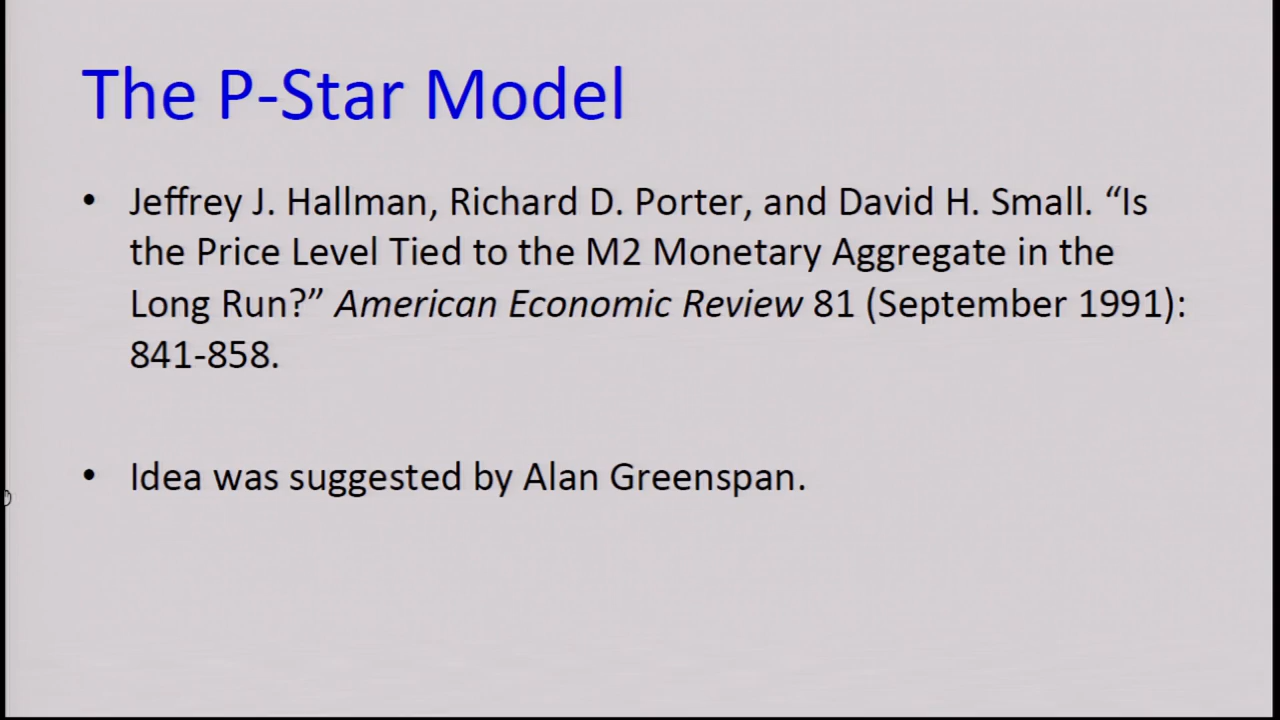 The P-Star Model
• Jeffrey J. Hallman, Richard D. Porter, and David H. Small. “Is
the Price Level Tied to the M2 Monetary Aggregate in the
Long Run?” American Economic Review 81 (September 1991):
841-858.
• Idea was suggested by Alan Greenspan.